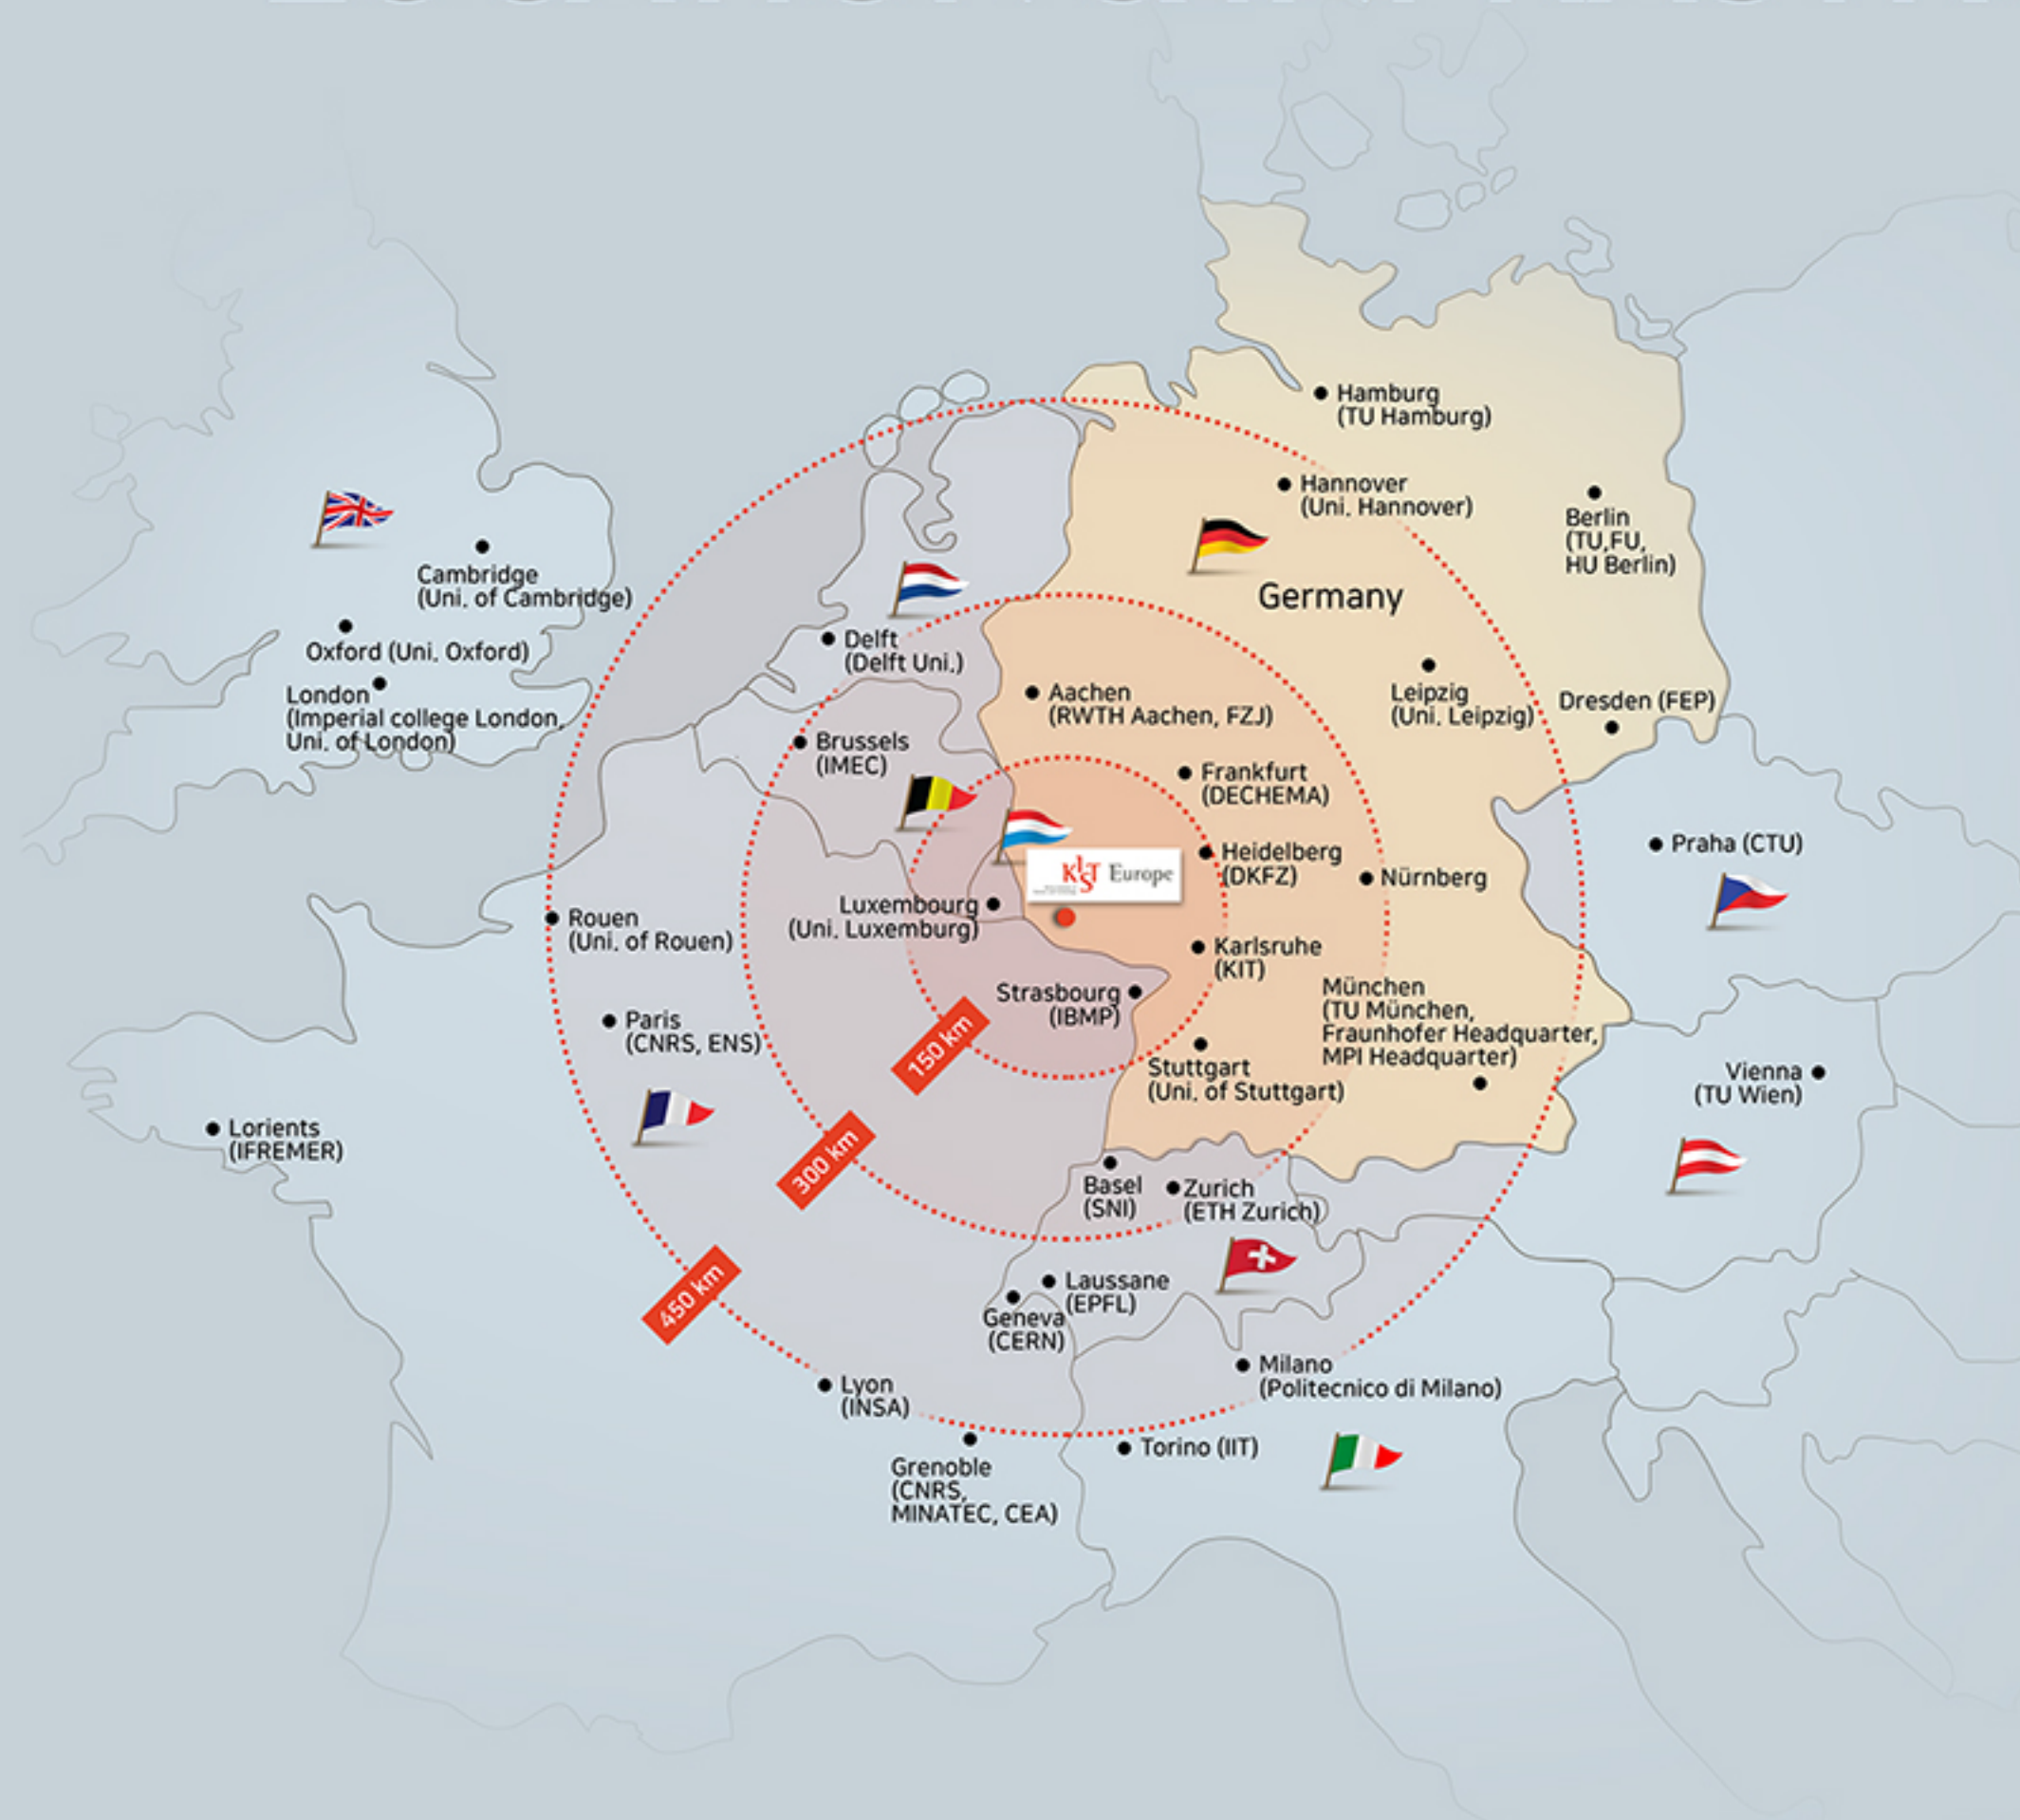 Hamburg
(TU Hamburg)
Hannover
(Uni. Hannover)
Berlin
(TU,FU,
HU Berlin)
Germany
Cambridge
(Uni. of Cambridge)
Oxford (Uni. Oxford)
London
(Imperial college London,
Uni. of London)
Delft
(Delft Uni.)
Aachen
(RWTH Aachen, FZJ)
Leipzig
(Uni. Leipzig)
Dresden (FEP)
Brussels
(IMEC)
Frankfurt
(DECHEMA)
Heidelberg
(DKFZ)
Nürnberg
Praha (CTU)
KIST Europe
Luxembourg
(Uni. Luxemburg)
Rouen
(Uni. of Rouen)
Karlsruhe
(KIT)
Strasbourg
(IBMP)
München
(TU München,
Fraunhofer Headquarter,
MPI Headquarter)
Paris
(CNRS, ENS)
150 km
Stuttgart
(Uni. of Stuttgart)
Vienna
(TU Wien)
Lorients
(IFREMER)
300 km
Basel
(SNI)
Zurich
(ETH Zurich)
450 km
Laussane
(EPFL)
Geneva
(CERN)
Lyon
(INSA)
Milano
(Politecnico di Milano)
Torino (IIT)
Grenoble
(CNRS,
MINATEC, CEA)